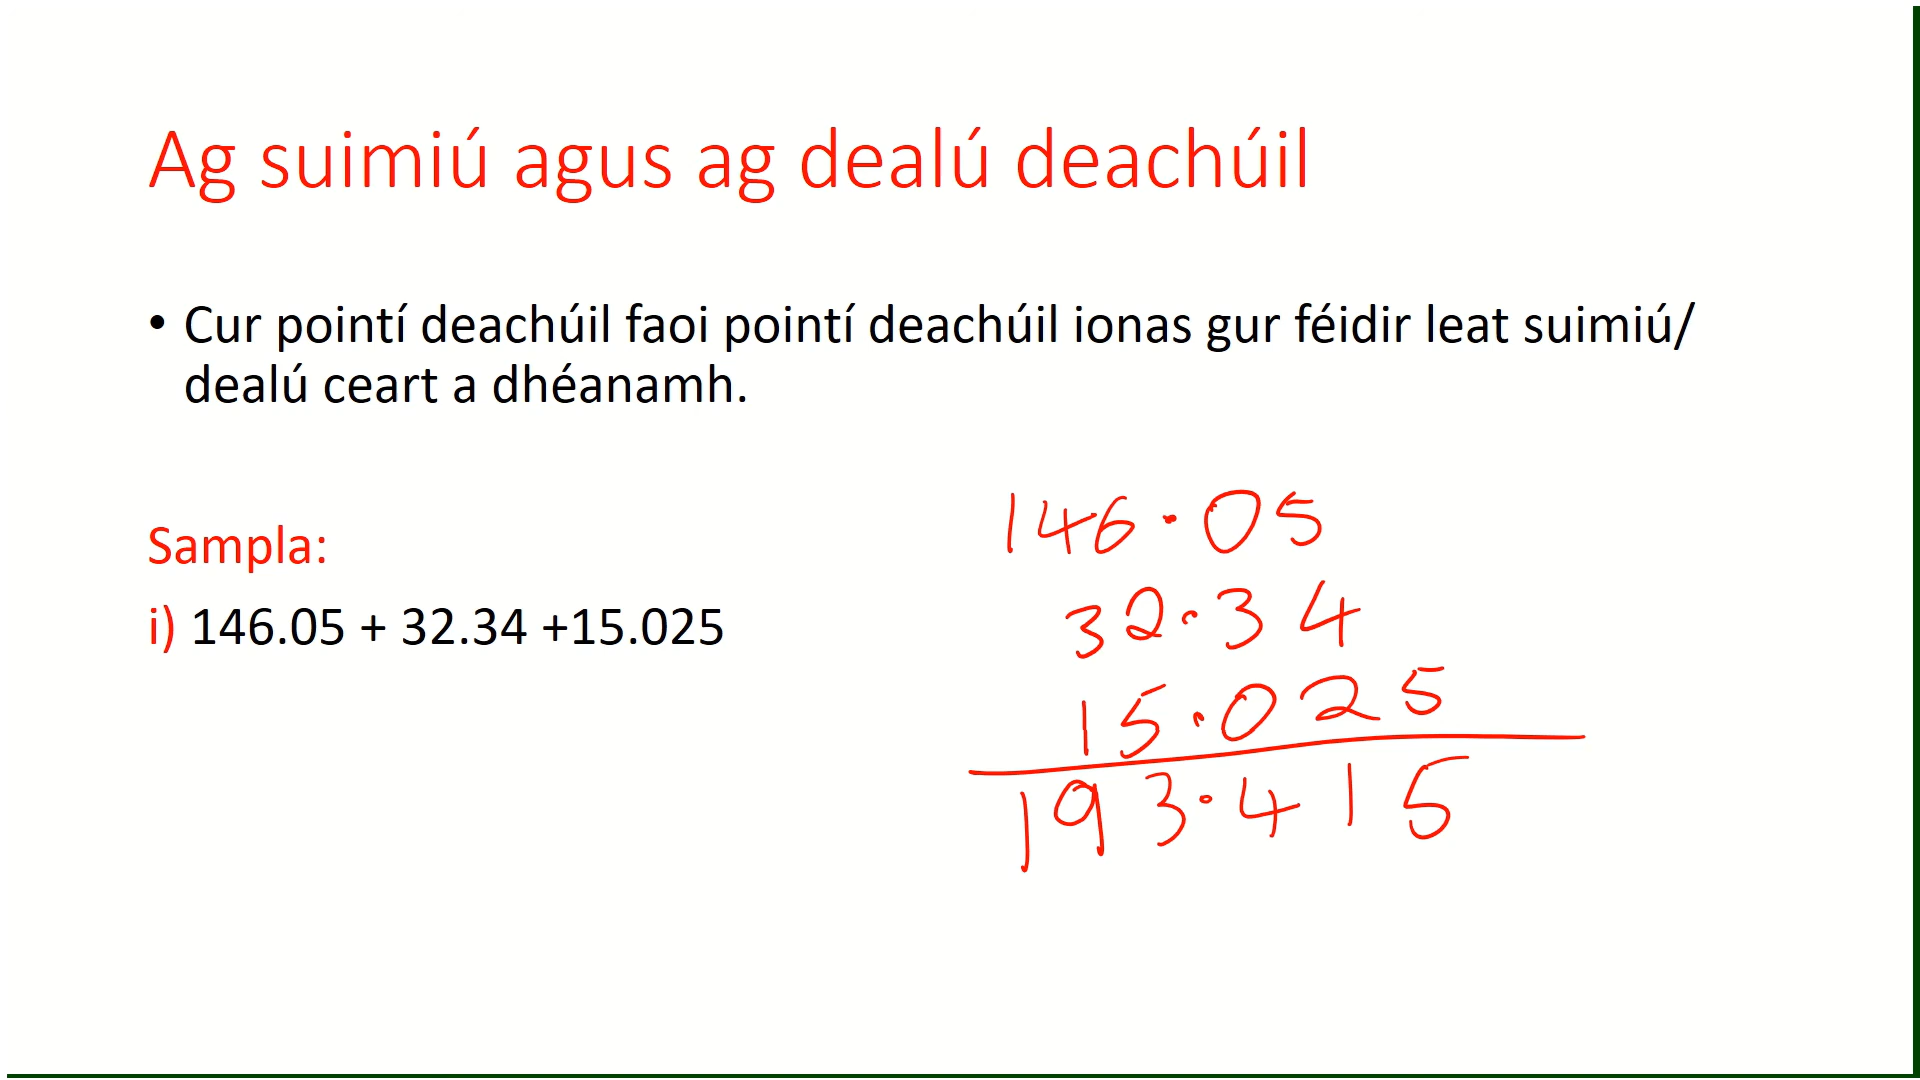 Ag suimiú agus ag dealú deachúil
• Cur pointí deachúil faoi pointí deachúil ionas gur féidir leat suimiú/
dealú ceart a dhéanamh.
Sampla:
i) 146.05 + 32.34 +15.025
146.05
32.34
15.025
193.415